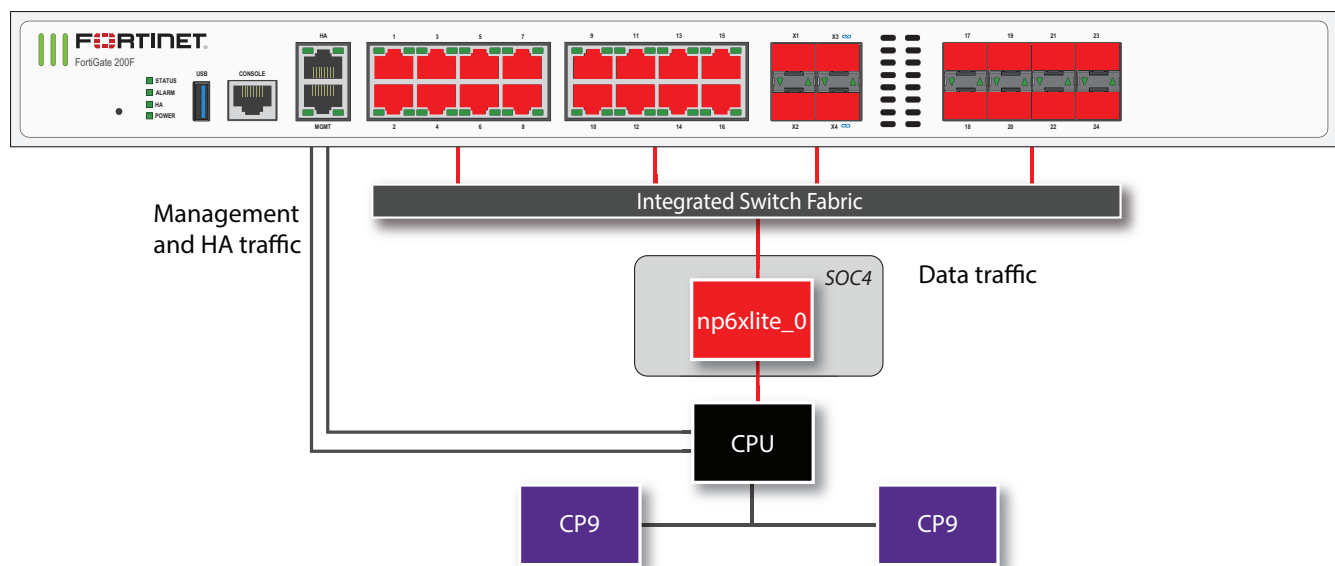 FORTINET
FortiGate 200F
STATUS
ALARM
HA
POWER
USB
CONSOLE
HA
MGMT
1 3 5 7
2 4 6 8
9 11 13 15
10 12 14 16
X1 X3
X2 X4
17 19 21 23
18 20 22 24
Management
and HA traffic
Integrated Switch Fabric
SOC4
Data traffic
np6xlite_0
CPU
CP9
CP9